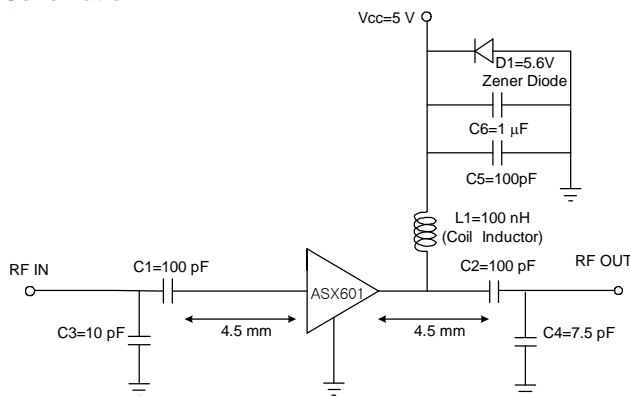 Vcc=5 V
D1=5.6V
Zener Diode
C6=1 μF
C5=100pF
L1=100 nH
(Coil Inductor)
RF IN
C1=100 pF
ASX601
C2=100 pF
RF OUT
C3=10 pF
4.5 mm
4.5 mm
C4=7.5 pF